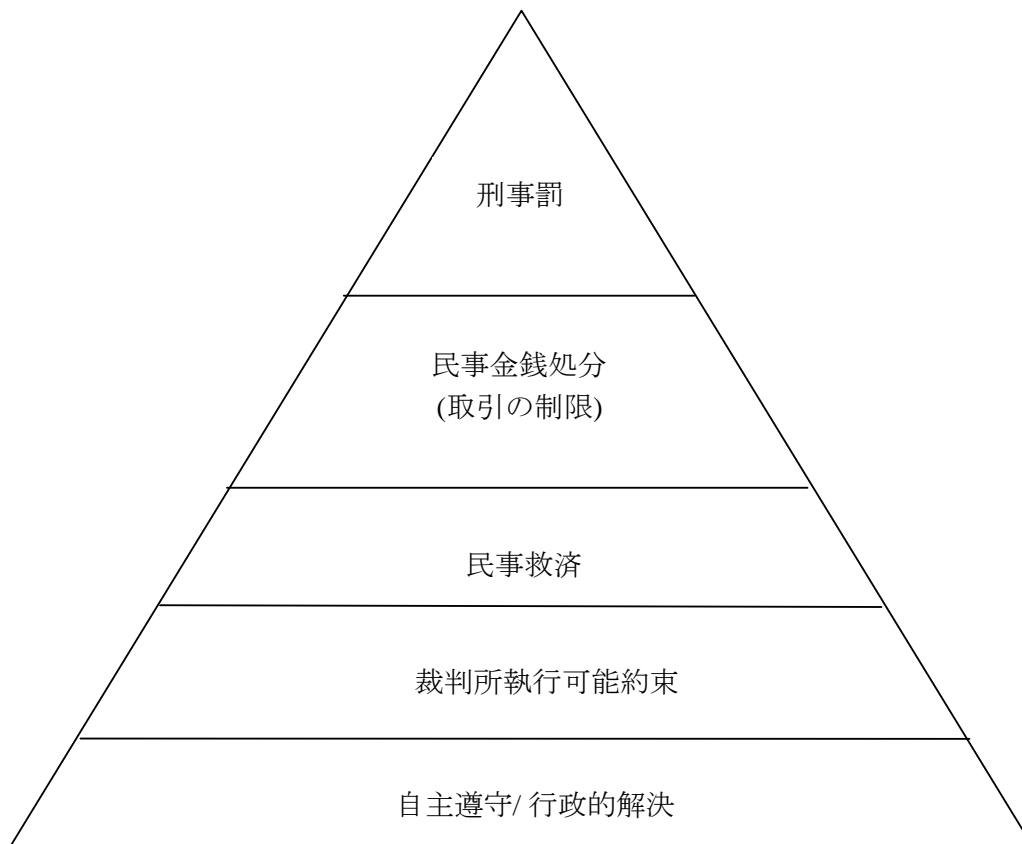 刑事罰
民事金銭処分
(取引の制限)
民事救済
裁判所執行可能約束
自主遵守/ 行政的解決